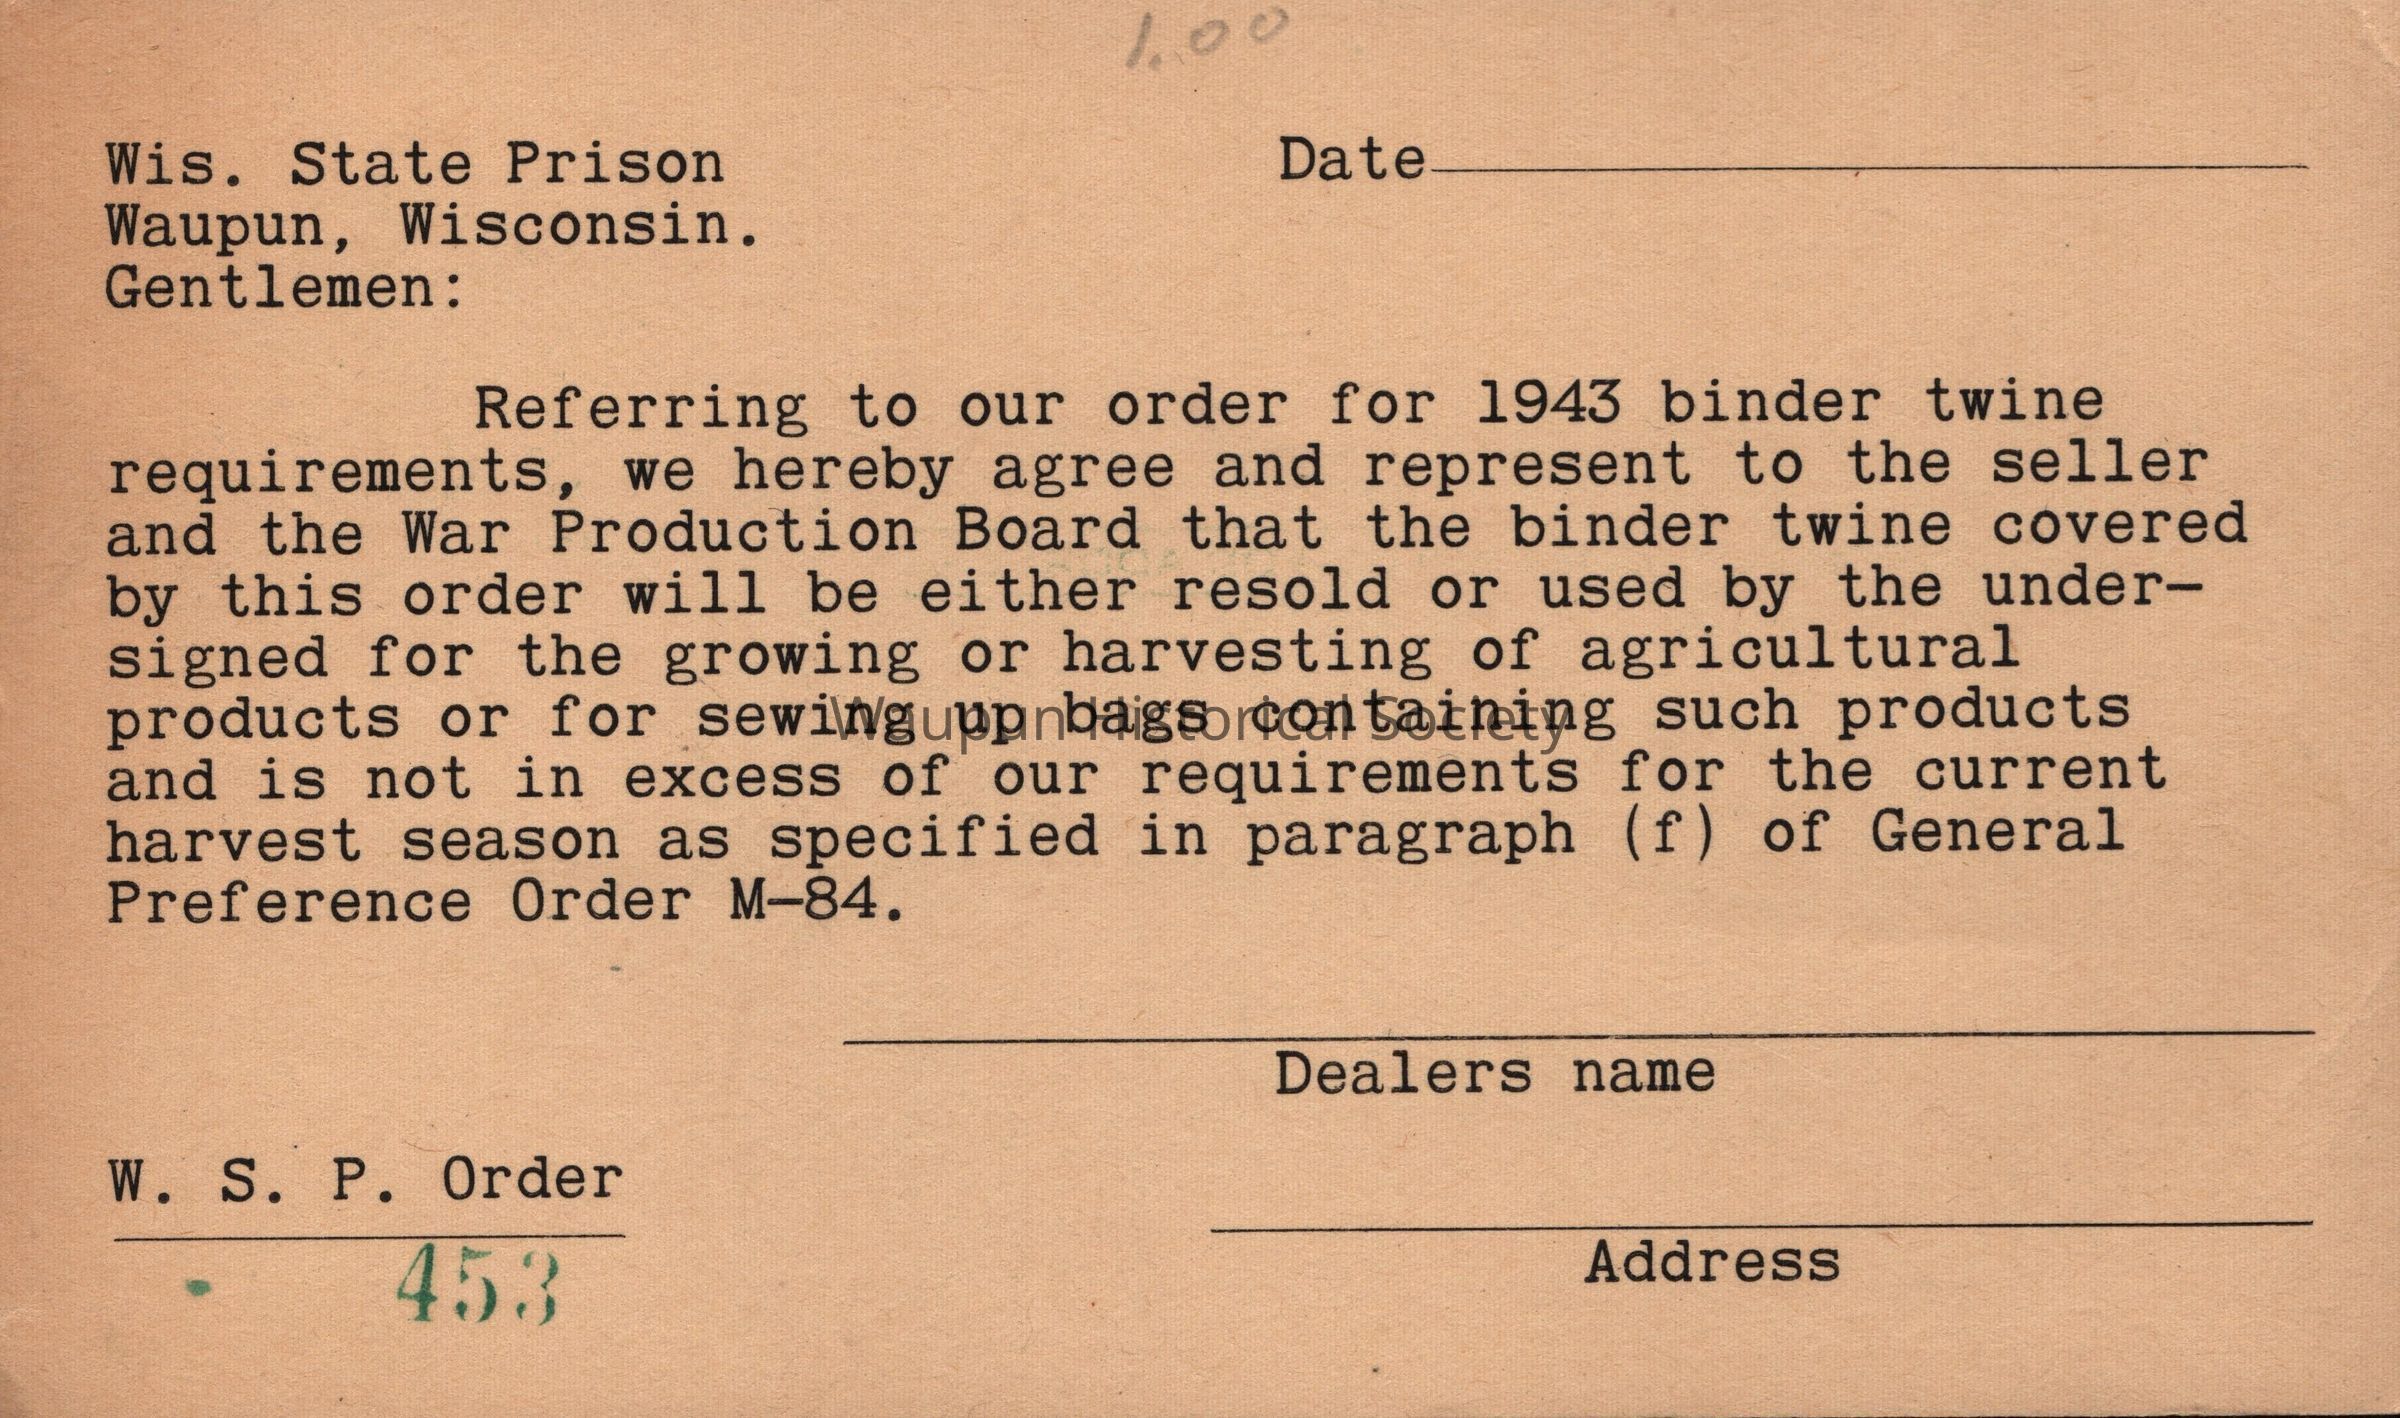 1.00
Wis. State Prison
Date
Waupun, Wisconsin.
Gentlemen:
Referring to our order for 1943 binder twine
requirements, we hereby agree and represent to the seller
and the War Production Board that the binder twine covered
by this order will be either resold or used by the under-
signed for the growing or harvesting of agricultural
products or for sewing up bags containing such products
Waupun Historical Society
and is not in excess of our requirements for the current
harvest season as specified in paragraph (f) of General
Preference Order M-84.
Dealers name
W. S. P. Order
453
Address